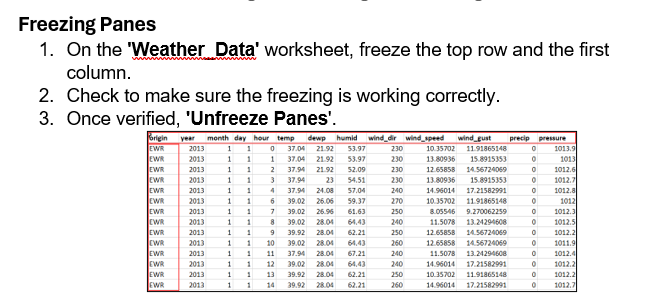 Freezing Panes
1. On the 'Weather_Data' worksheet, freeze the top row and the first
column.
2. Check to make sure the freezing is working correctly.
3. Once verified, 'Unfreeze Panes'.
origin year month day hour temp dewp humid wind_dir wind_speed wind_gust precip pressure
EWR 2013 1 1 0 37.04 21.92 53.97 230 10.35702 11.91865148 0 1013.9
EWR 2013 1 1 1 37.04 21.92 53.97 230 13.80936 15.8915353 0 1013
EWR 2013 1 1 2 37.94 21.92 52.09 230 12.65858 14.56724069 0 1012.6
EWR 2013 1 1 3 37.94 23 54.51 230 13.80936 15.8915353 0 1012.7
EWR 2013 1 1 4 37.94 24.08 57.04 240 14.96014 17.21582991 0 1012.8
EWR 2013 1 1 6 39.02 26.06 59.37 270 10.35702 11.91865148 0 1012
EWR 2013 1 1 7 39.02 26.96 61.63 250 8.05546 9.270062259 0 1012.3
EWR 2013 1 1 8 39.02 28.04 64.43 240 11.5078 13.24294608 0 1012.5
EWR 2013 1 1 9 39.92 28.04 62.21 250 12.65858 14.56724069 0 1012.2
EWR 2013 1 1 10 39.02 28.04 64.43 260 12.65858 14.56724069 0 1011.9
EWR 2013 1 1 11 37.94 28.04 67.21 240 11.5078 13.24294608 0 1012.4
EWR 2013 1 1 12 39.02 28.04 64.43 240 14.96014 17.21582991 0 1012.2
EWR 2013 1 1 13 39.92 28.04 62.21 250 10.35702 11.91865148 0 1012.2
EWR 2013 1 1 14 39.92 28.04 62.21 260 14.96014 17.21582991 0 1012.7